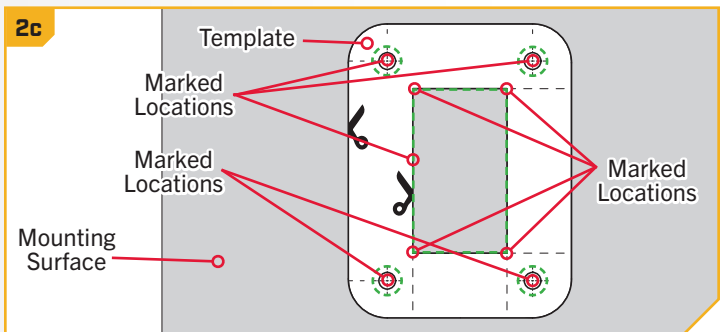 2c
Template
Marked
Locations
Marked
Locations
Marked
Locations
Mounting
Surface